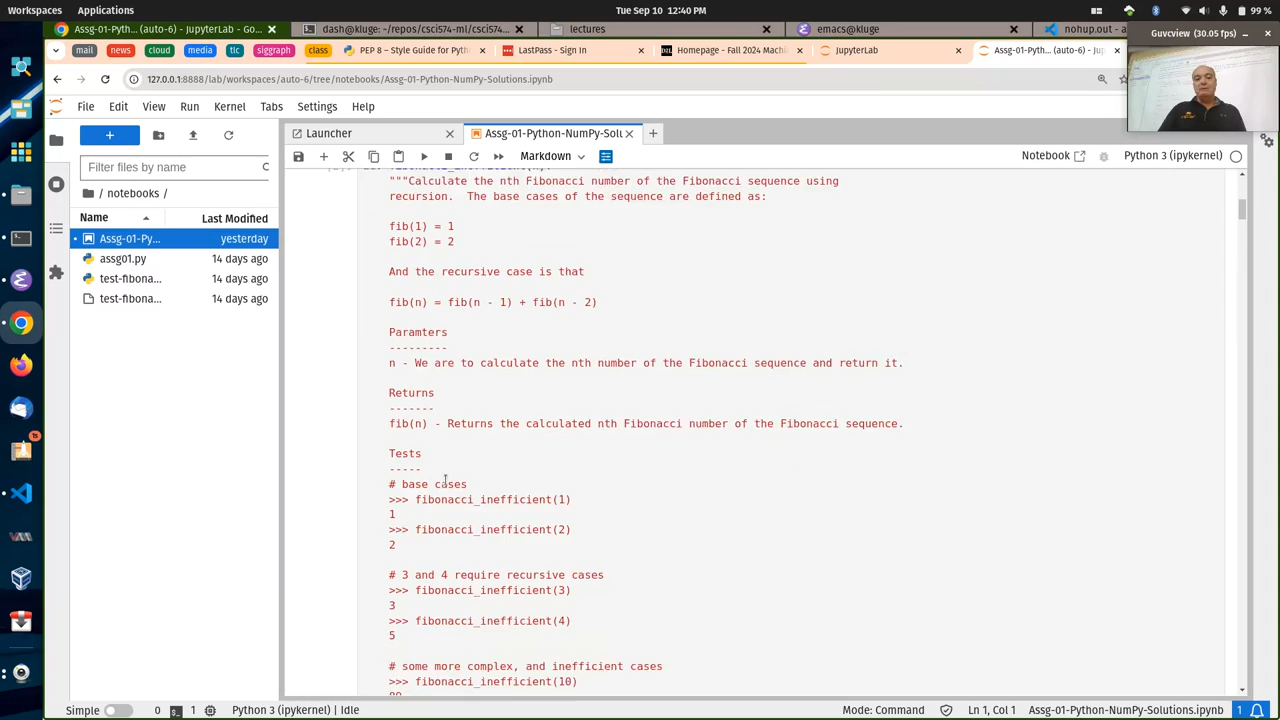 Workspaces
Applications
Tue Sep 10 12:40 PM
99 %
Assg-01-Python-NumPy-Solutions (auto-6) - JupyterLab - Go...
dash@kluge: ~/repos/csci574-ml/csci574...
lectures
emacs@kluge
nohup.out -
Guvcview (30.05 fps)
mail
news
cloud
media
tlc
siggraph
class
PEP 8 – Style Guide for Pyth
LastPass - Sign In
Homepage - Fall 2024 Machi
JupyterLab
Assg-01-Pyth... (auto-6) - Jup
127.0.0.1:8888/lab/workspaces/auto-6/tree/notebooks/Assg-01-Python-NumPy-Solutions.ipynb
File
Edit
View
Run
Kernel
Tabs
Settings
Help
+
Launcher
Assg-01-Python-NumPy-Solu
Filter files by name
Markdown
Notebook
Python 3 (ipykernel)
/ notebooks /
Name
Last Modified
Assg-01-Py...
yesterday
assg01.py
14 days ago
test-fibona...
14 days ago
test-fibona...
14 days ago
"""Calculate the nth Fibonacci number of the Fibonacci sequence using
recursion.  The base cases of the sequence are defined as:
fib(1) = 1
fib(2) = 2
And the recursive case is that
fib(n) = fib(n - 1) + fib(n - 2)
Paramters
---------
n - We are to calculate the nth number of the Fibonacci sequence and return it.
Returns
-------
fib(n) - Returns the calculated nth Fibonacci number of the Fibonacci sequence.
Tests
-----
# base cases
>>> fibonacci_inefficient(1)
1
>>> fibonacci_inefficient(2)
2
# 3 and 4 require recursive cases
>>> fibonacci_inefficient(3)
3
>>> fibonacci_inefficient(4)
5
# some more complex, and inefficient cases
>>> fibonacci_inefficient(10)
15
Simple
0
1
Python 3 (ipykernel) | Idle
Mode: Command
Ln 1, Col 1
Assg-01-Python-NumPy-Solutions.ipynb
1